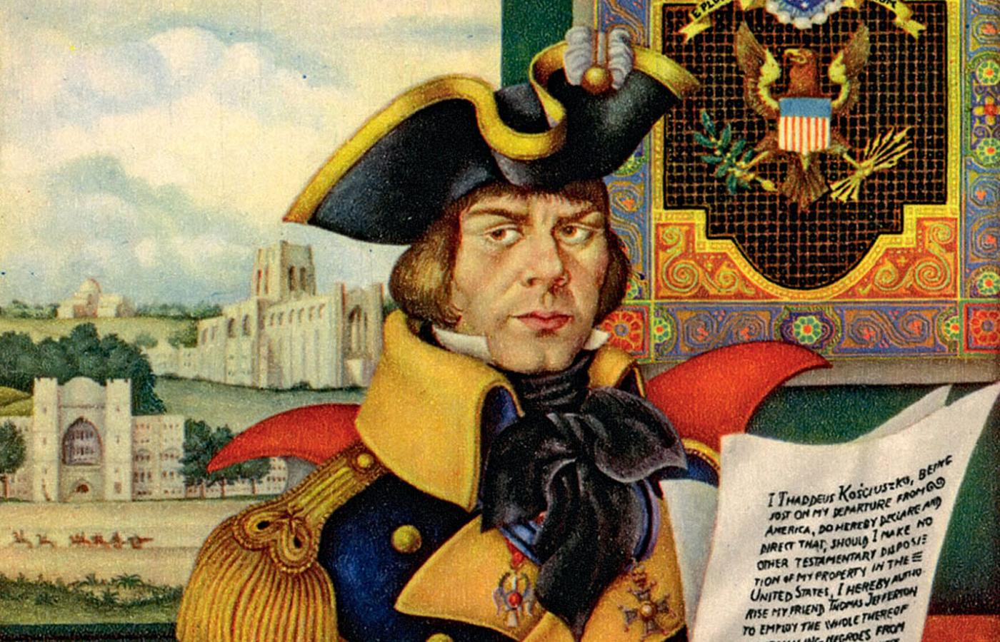 E PLU
UM
I THADDEUS KOŚCIUSZKO, BEING
JUST ON MY DEPARTURE FROM
AMERICA, DO HEREBY DECLARE AND
DIRECT THAT, SHOULD I MAKE NO
OTHER TESTAMENTARY DISPOSI=
TION OF MY PROPERTY IN THE
UNITED STATES, I HEREBY AUTHO-
RISE MY FRIEND THOMAS JEFFERSON
TO EMPLOY THE WHOLE THEREOF
NEGROES FROM